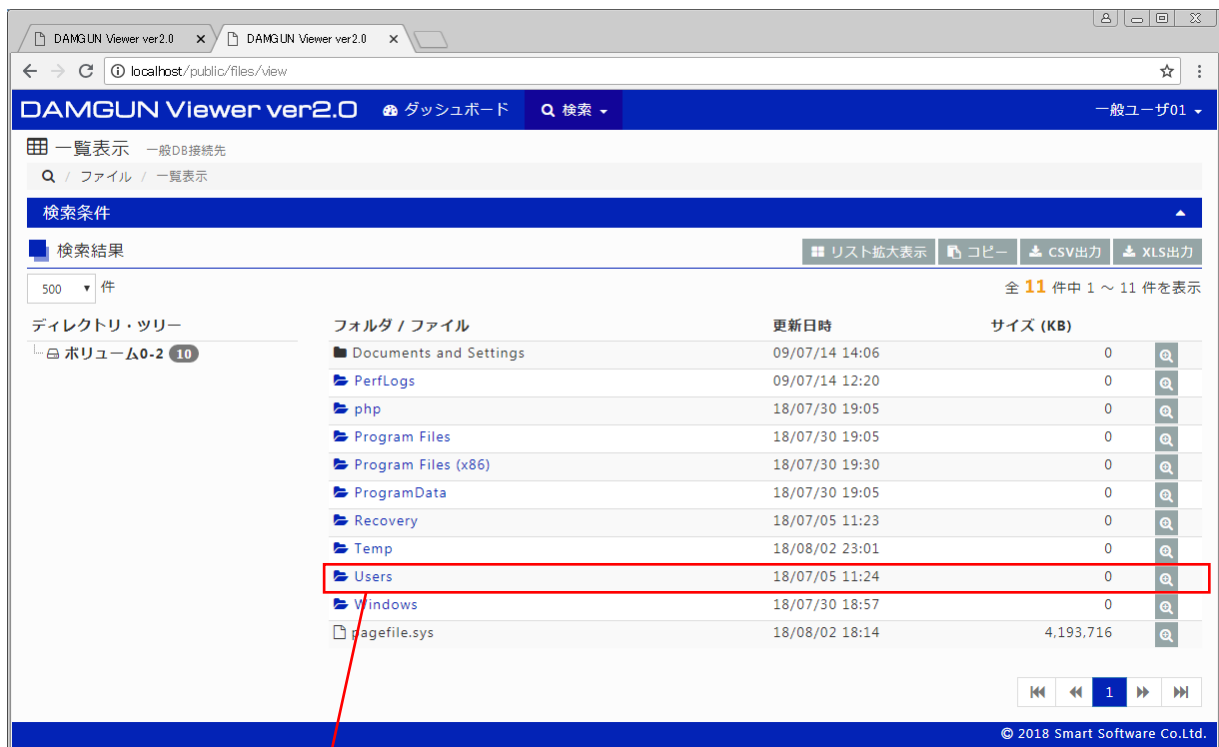 DAMGUN Viewer ver2.0 DAMGUN Viewer ver2.0
localhost/public/files/view
DAMGUN Viewer ver2.0 ダッシュボード 検索 一般ユーザ01
一覧表示 一般DB接続先
/ ファイル / 一覧表示
検索条件
検索結果 リスト拡大表示 コピー CSV出力 XLS出力
500 件 全 11 件中 1 ～ 11 件を表示
ディレクトリ・ツリー フォルダ / ファイル 更新日時 サイズ (KB)
ボリューム0-2 10 Documents and Settings 09/07/14 14:06 0
PerfLogs 09/07/14 12:20 0
php 18/07/30 19:05 0
Program Files 18/07/30 19:05 0
Program Files (x86) 18/07/30 19:30 0
ProgramData 18/07/30 19:05 0
Recovery 18/07/05 11:23 0
Temp 18/08/02 23:01 0
Users 18/07/05 11:24 0
Windows 18/07/30 18:57 0
pagefile.sys 18/08/02 18:14 4,193,716
1
© 2018 Smart Software Co.Ltd.